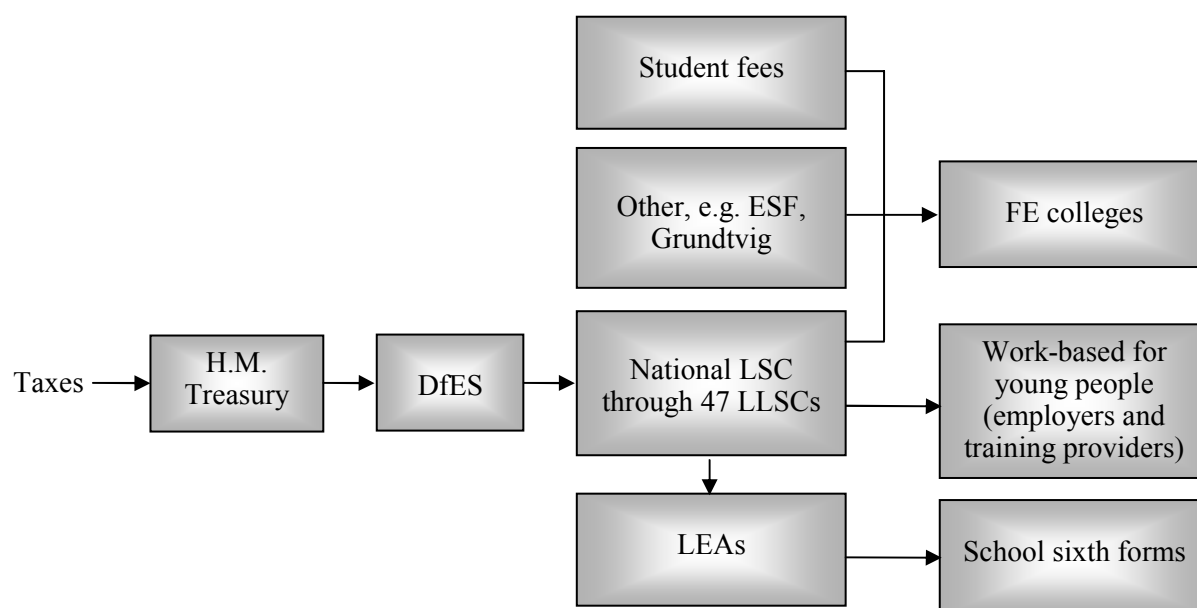 Student fees
Other, e.g. ESF,
Grundtvig
FE colleges
Taxes
H.M.
Treasury
DfES
National LSC
through 47 LLSCs
Work-based for
young people
(employers and
training providers)
LEAs
School sixth forms